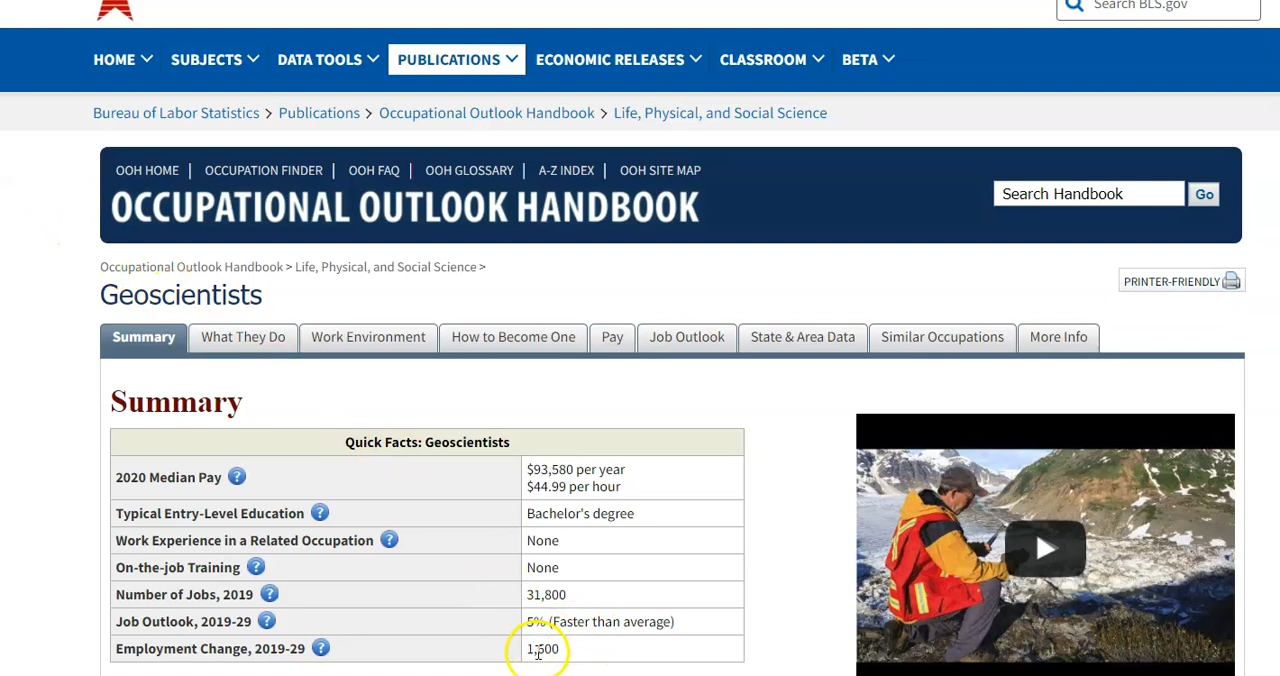 Search BLS.gov
HOME SUBJECTS DATA TOOLS PUBLICATIONS ECONOMIC RELEASES CLASSROOM BETA
Bureau of Labor Statistics > Publications > Occupational Outlook Handbook > Life, Physical, and Social Science
OOH HOME | OCCUPATION FINDER | OOH FAQ | OOH GLOSSARY | A-Z INDEX | OOH SITE MAP
OCCUPATIONAL OUTLOOK HANDBOOK
Search Handbook Go
Occupational Outlook Handbook > Life, Physical, and Social Science >
PRINTER-FRIENDLY
Geoscientists
Summary What They Do Work Environment How to Become One Pay Job Outlook State & Area Data Similar Occupations More Info
Summary
Quick Facts: Geoscientists
2020 Median Pay ? $93,580 per year
$44.99 per hour
Typical Entry-Level Education ? Bachelor's degree
Work Experience in a Related Occupation ? None
On-the-job Training ? None
Number of Jobs, 2019 ? 31,800
Job Outlook, 2019-29 ? 5% (Faster than average)
Employment Change, 2019-29 ?